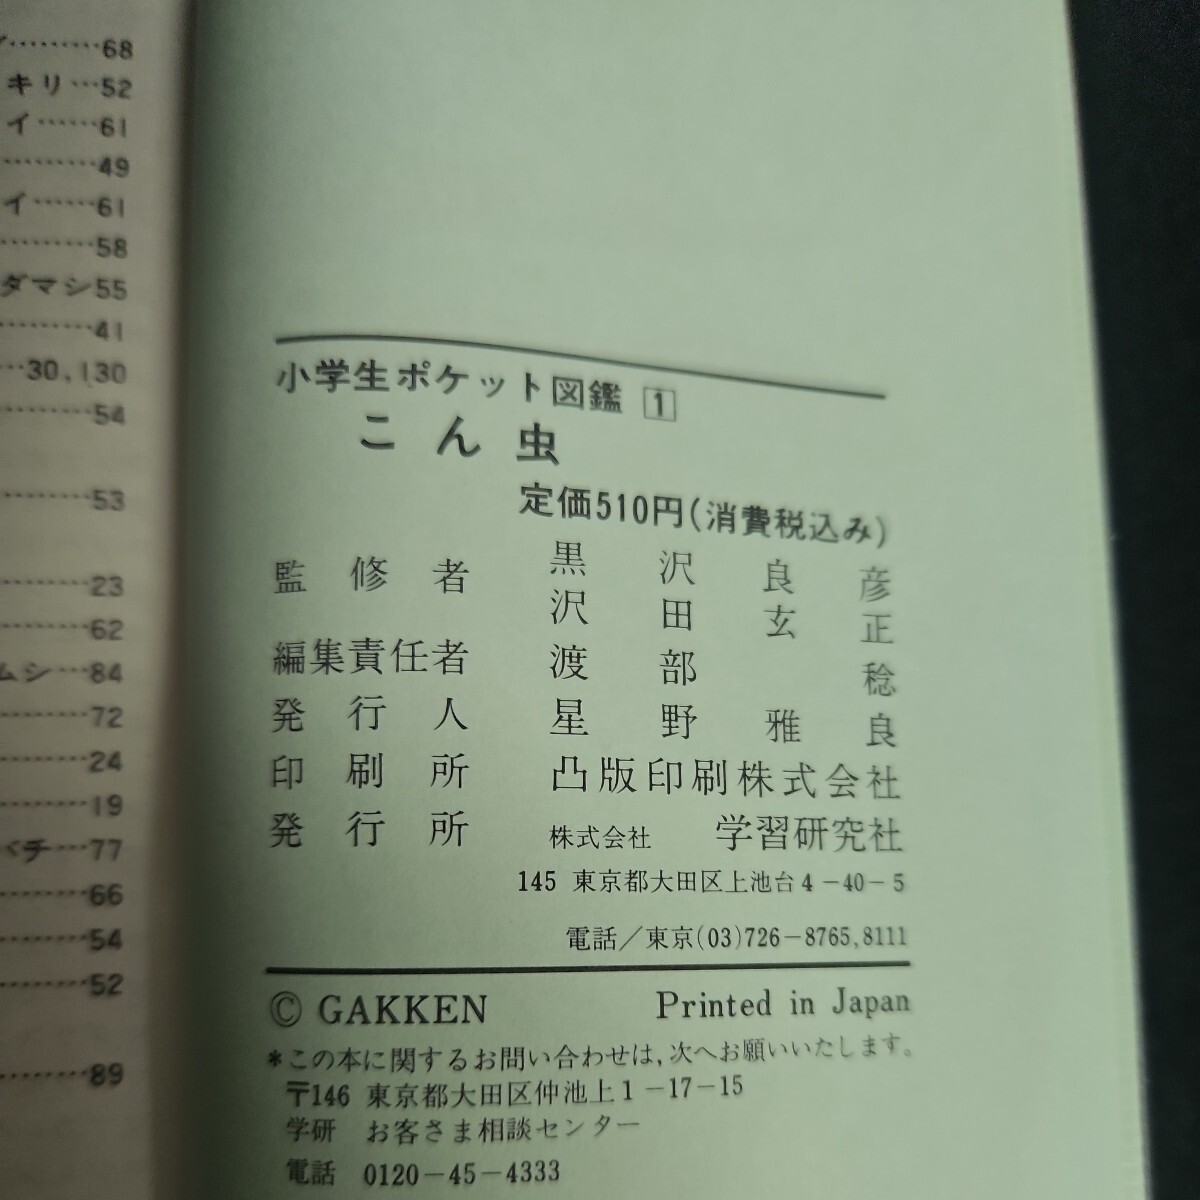 68
キリ…52
イ……61
49
イ……61
58
ダマシ55
41
…30,130
54
53
23
62
ムシ…84
72
24
19
バチ…77
66
54
52
89
小学生ポケット図鑑 1
こん虫
定価510円(消費税込み)
監修者 黒沢良彦
沢田玄正
編集責任者 渡部 稔
発行人 星野雅良
印刷所 凸版印刷株式会社
発行所 株式会社 学習研究社
145 東京都大田区上池台4-40-5
電話/東京(03)726-8765,8111
© GAKKEN Printed in Japan
*この本に関するお問い合わせは,次へお願いいたします。
〒146 東京都大田区仲池上1-17-15
学研 お客さま相談センター
電話 0120-45-4333